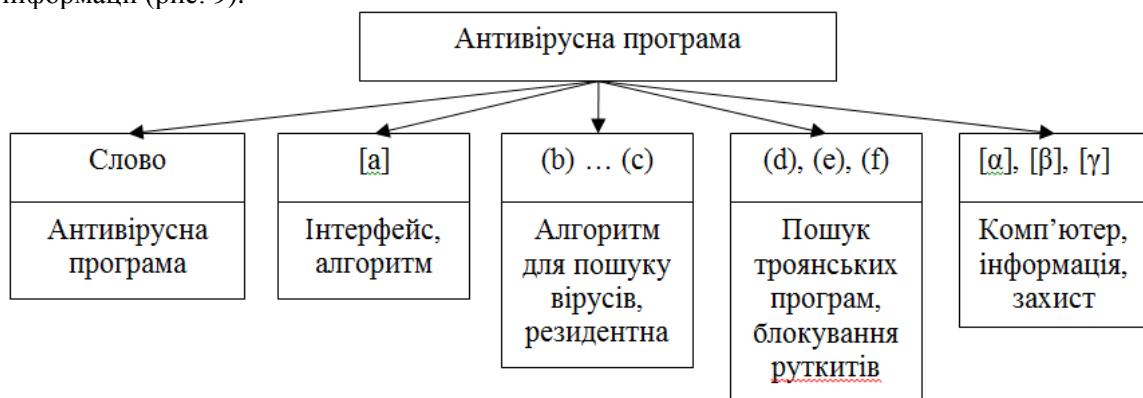 інформації (рис. 9).
Антивірусна програма
Слово
Антивірусна
програма
[a]
Інтерфейс,
алгоритм
(b) … (c)
Алгоритм
для пошуку
вірусів,
резидентна
(d), (e), (f)
Пошук
троянських
програм,
блокування
руткитів
[α], [β], [γ]
Комп’ютер,
інформація,
захист